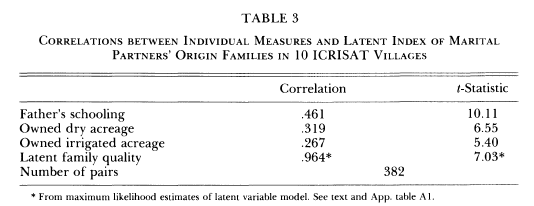 TABLE 3
CORRELATIONS BETWEEN INDIVIDUAL MEASURES AND LATENT INDEX OF MARITAL
PARTNERS' ORIGIN FAMILIES IN 10 ICRISAT VILLAGES
Correlation t-Statistic
Father's schooling .461 10.11
Owned dry acreage .319 6.55
Owned irrigated acreage .267 5.40
Latent family quality .964* 7.03*
Number of pairs 382
* From maximum likelihood estimates of latent variable model. See text and App. table A1.